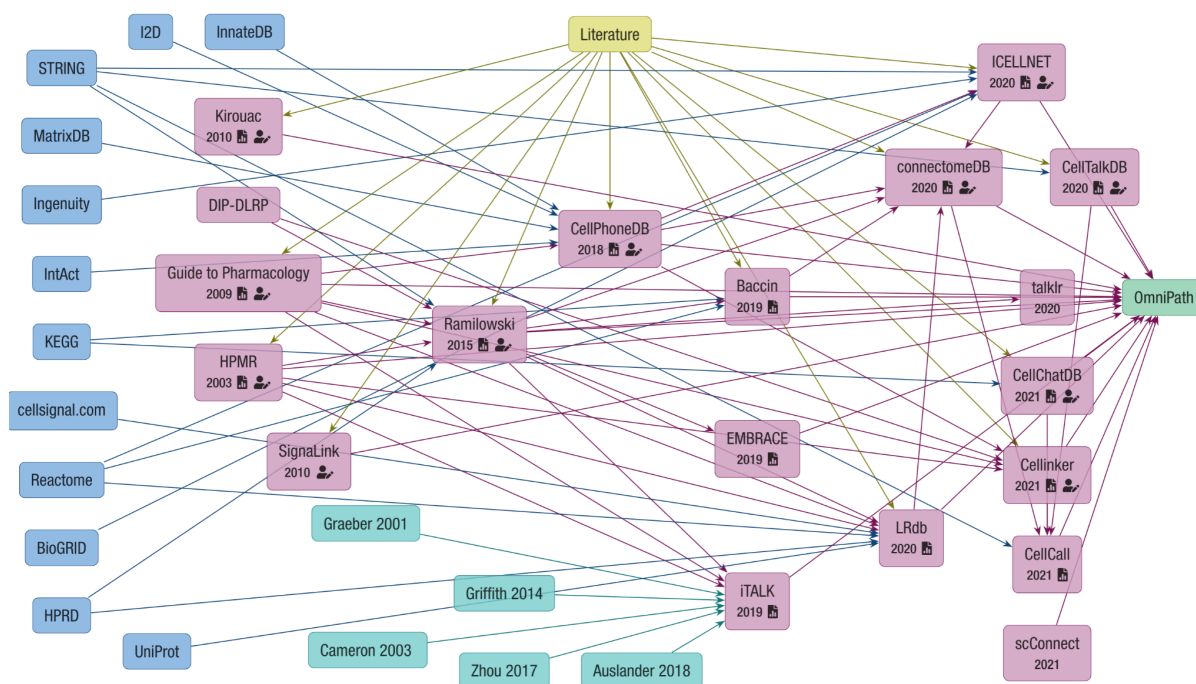 I2D
InnateDB
Literature
STRING
ICELLNET
2020
Kirouac
2010
MatrixDB
connectomeDB
2020
CellTalkDB
2020
Ingenuity
DIP-DLRP
CellPhoneDB
2018
IntAct
Guide to Pharmacology
2009
Baccin
2019
talklr
2020
OmniPath
KEGG
Ramilowski
2015
HPMR
2003
CellChatDB
2021
cellsignal.com
SignaLink
2010
EMBRACE
2019
Cellinker
2021
Reactome
Graeber 2001
LRdb
2020
BioGRID
CellCall
2021
Griffith 2014
iTALK
2019
HPRD
UniProt
Cameron 2003
Zhou 2017
Auslander 2018
scConnect
2021